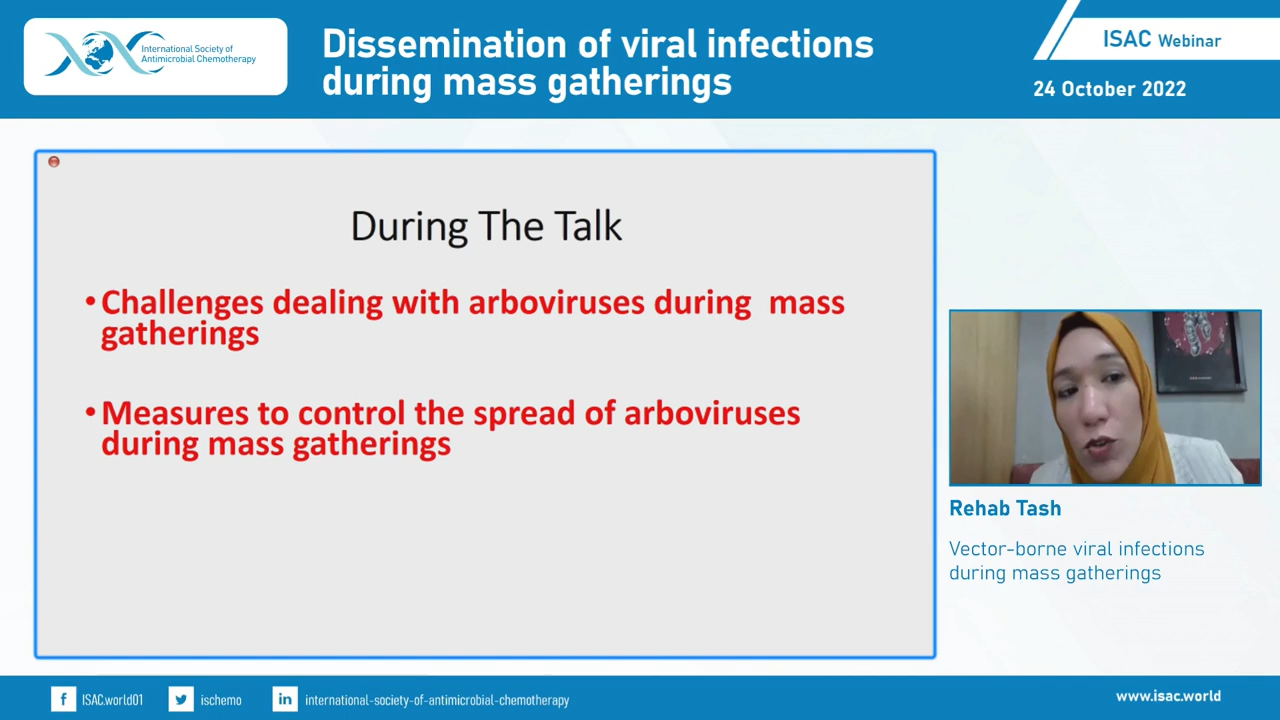 International Society of
Antimicrobial Chemotherapy
Dissemination of viral infections
during mass gatherings
ISAC Webinar
24 October 2022
During The Talk
• Challenges dealing with arboviruses during  mass
gatherings
• Measures to control the spread of arboviruses
during mass gatherings
Rehab Tash
Vector-borne viral infections
during mass gatherings
f ISAC.world01
ischemo
in international-society-of-antimicrobial-chemotherapy
www.isac.world